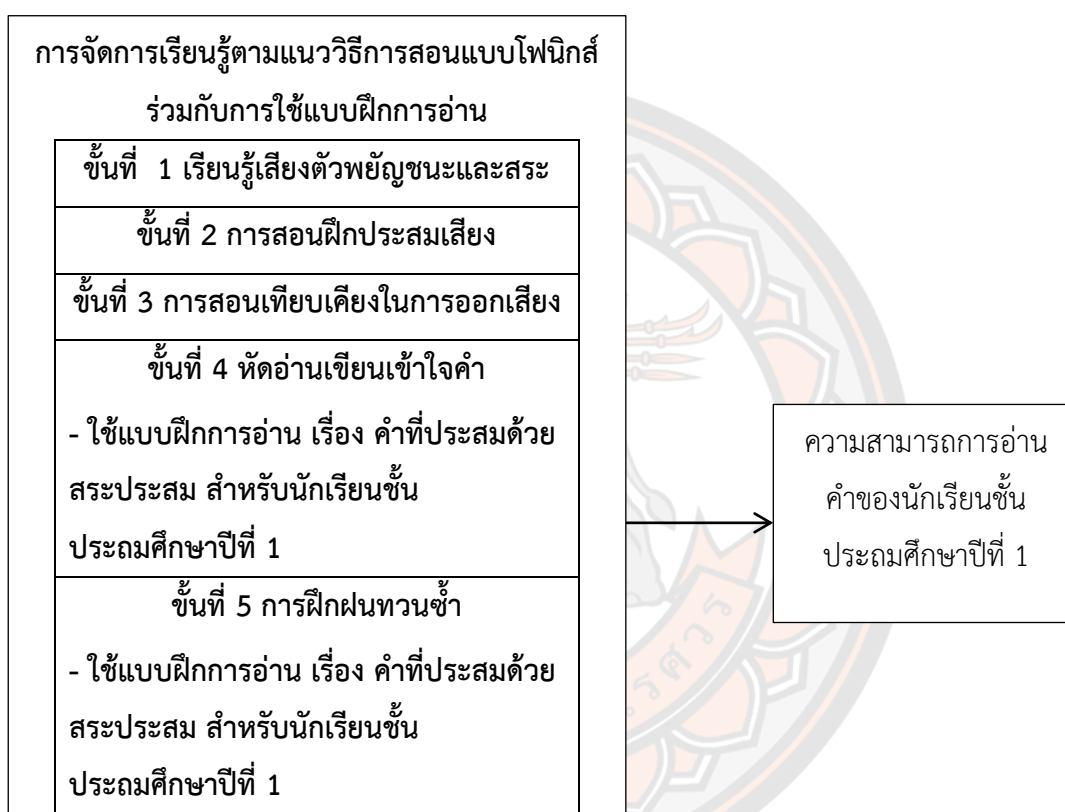 การจัดการเรียนรู้ตามแนววิธีการสอนแบบโฟนิกส์
ร่วมกับการใช้แบบฝึกการอ่าน
ขั้นที่ 1 เรียนรู้เสียงตัวพยัญชนะและสระ
ขั้นที่ 2 การสอนฝึกประสมเสียง
ขั้นที่ 3 การสอนเทียบเคียงในการออกเสียง
ขั้นที่ 4 หัดอ่านเขียนเข้าใจคำ
- ใช้แบบฝึกการอ่าน เรื่อง คำที่ประสมด้วย
สระประสม สำหรับนักเรียนชั้น
ประถมศึกษาปีที่ 1
ขั้นที่ 5 การฝึกฝนทวนซ้ำ
- ใช้แบบฝึกการอ่าน เรื่อง คำที่ประสมด้วย
สระประสม สำหรับนักเรียนชั้น
ประถมศึกษาปีที่ 1
ความสามารถการอ่าน
คำของนักเรียนชั้น
ประถมศึกษาปีที่ 1